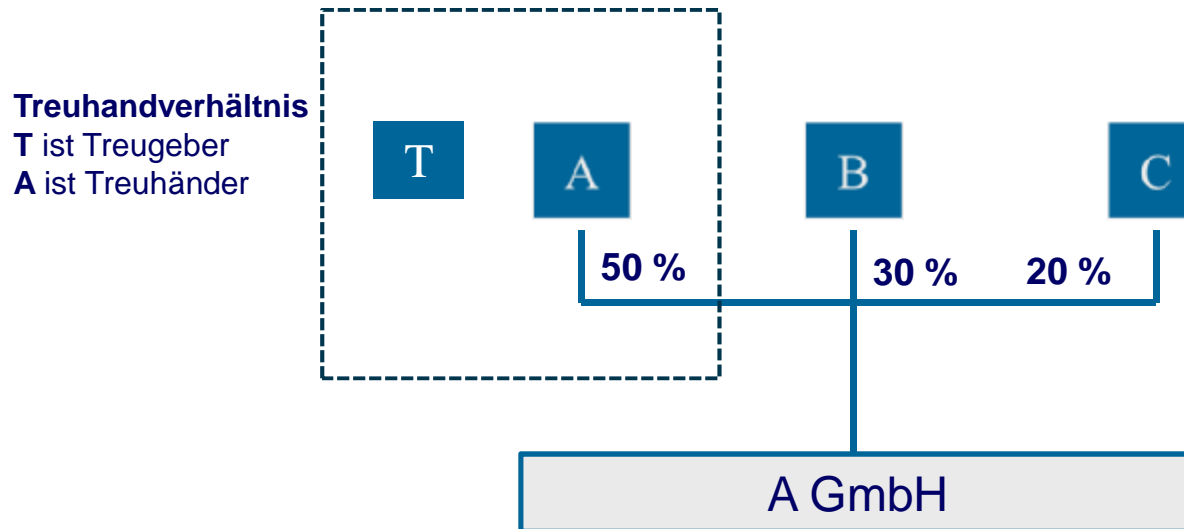 Treuhandverhältnis
T ist Treugeber
A ist Treuhänder
T
A
B
C
50 %
30 %
20 %
A GmbH